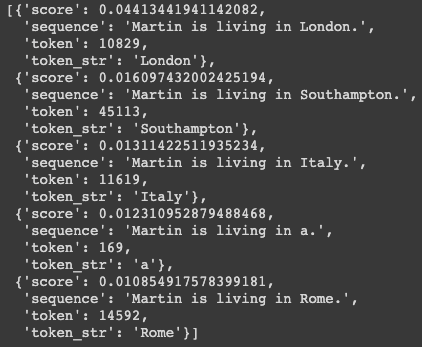 [{'score': 0.04413441941142082,
'sequence': 'Martin is living in London.',
'token': 10829,
'token_str': 'London'},
{'score': 0.016097432002425194,
'sequence': 'Martin is living in Southampton.',
'token': 45113,
'token_str': 'Southampton'},
{'score': 0.01311422511935234,
'sequence': 'Martin is living in Italy.',
'token': 11619,
'token_str': 'Italy'},
{'score': 0.012310952879488468,
'sequence': 'Martin is living in a.',
'token': 169,
'token_str': 'a'},
{'score': 0.010854917578399181,
'sequence': 'Martin is living in Rome.',
'token': 14592,
'token_str': 'Rome'}]